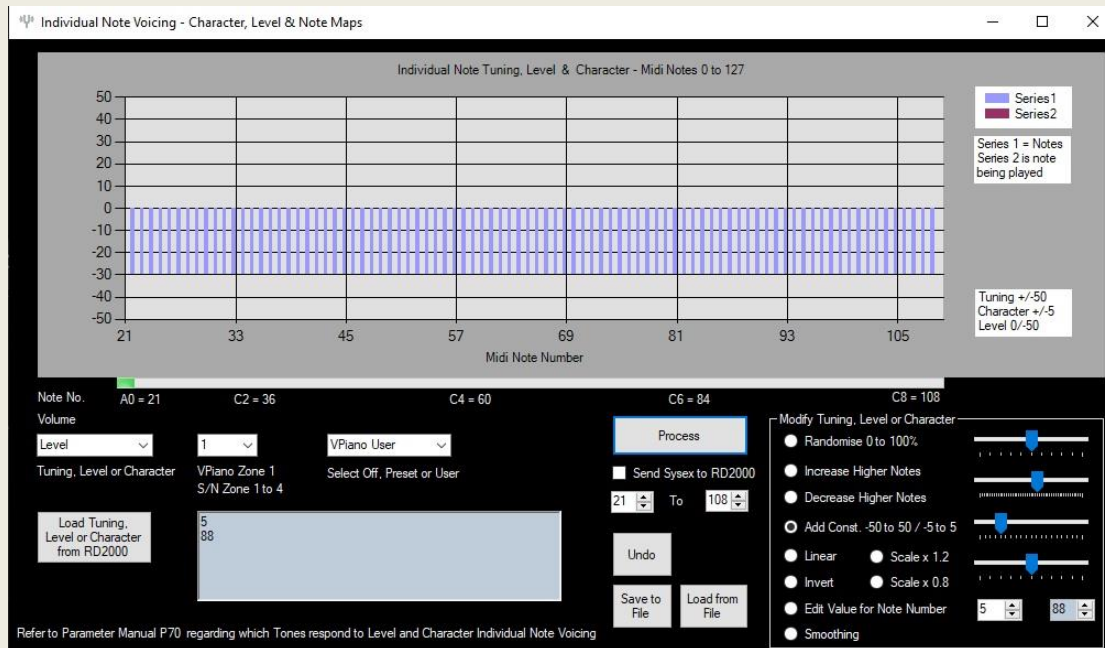 Individual Note Voicing - Character, Level & Note Maps
Individual Note Tuning, Level & Character - Midi Notes 0 to 127
50
40
30
20
10
0
-10
-20
-30
-40
-50
21 33 45 57 69 81 93 105
Midi Note Number
Series1
Series2
Series 1 = Notes
Series 2 is note
being played
Tuning +/-50
Character +/-5
Level 0/-50
Note No. A0 = 21 C2 = 36 C4 = 60 C6 = 84 C8 = 108
Volume
Level 1 VPiano User
Tuning, Level or Character
VPiano Zone 1
S/N Zone 1 to 4
Select Off, Preset or User
Load Tuning,
Level or Character
from RD2000
5
88
Process
Send Sysex to RD2000
21 To 108
Undo
Save to
File
Load from
File
Modify Tuning, Level or Character
Randomise 0 to 100%
Increase Higher Notes
Decrease Higher Notes
Add Const. -50 to 50 / -5 to 5
Linear Scale x 1.2
Invert Scale x 0.8
Edit Value for Note Number 5 88
Smoothing
Refer to Parameter Manual P70 regarding which Tones respond to Level and Character Individual Note Voicing